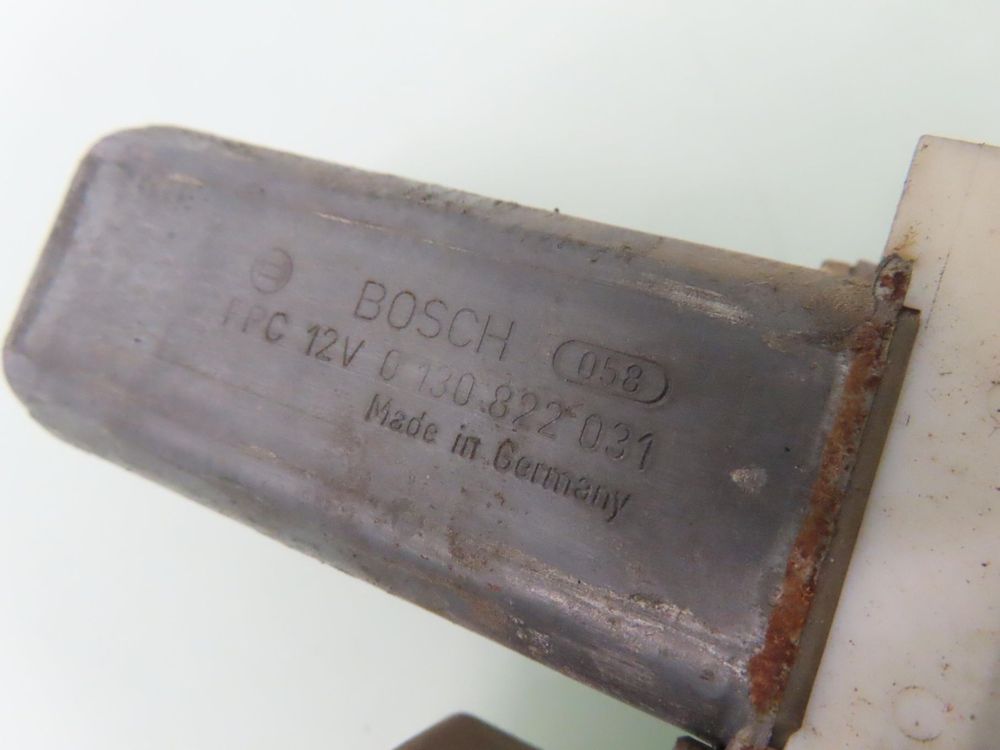 BOSCH 058
FPC 12V 0 130 822 031
Made in Germany